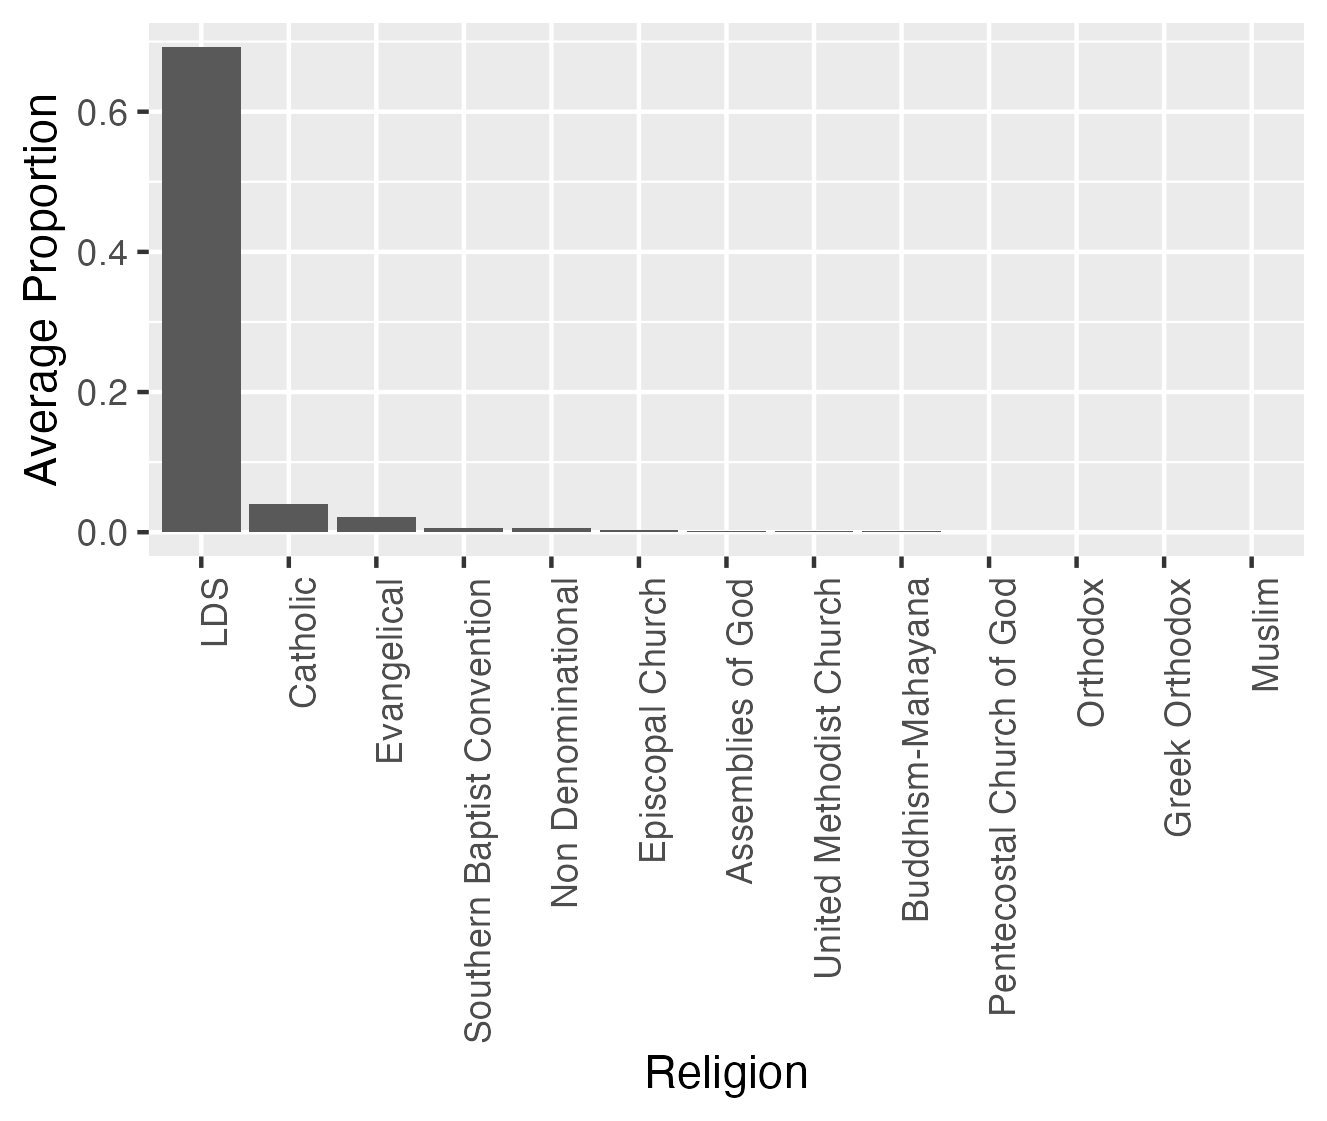 Average Proportion
0.6
0.4
0.2
0.0
LDS
Catholic
Evangelical
Southern Baptist Convention
Non Denominational
Episcopal Church
Assemblies of God
United Methodist Church
Buddhism-Mahayana
Pentecostal Church of God
Orthodox
Greek Orthodox
Muslim
Religion